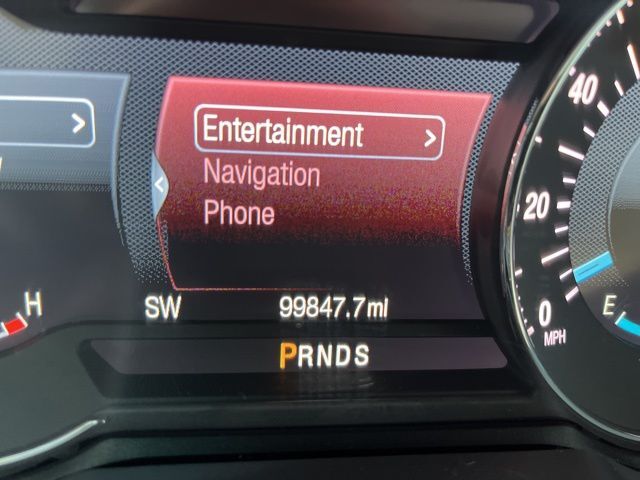 >
Entertainment >
Navigation
<
Phone
SW 99847.7mi
PRNDS
H
40
20
0
MPH
E